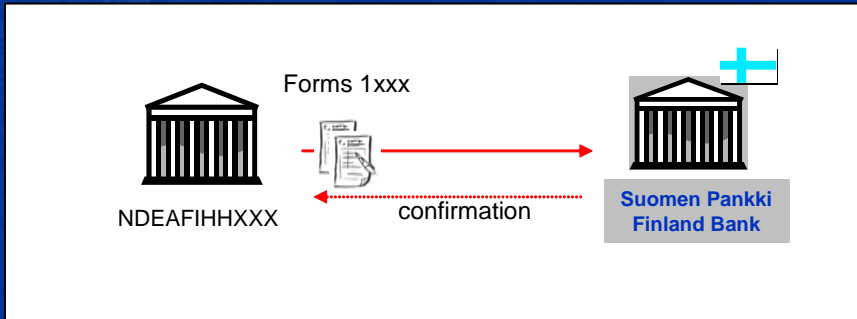 Forms 1xxx
NDEAFIHHXXX
confirmation
Suomen Pankki
Finland Bank